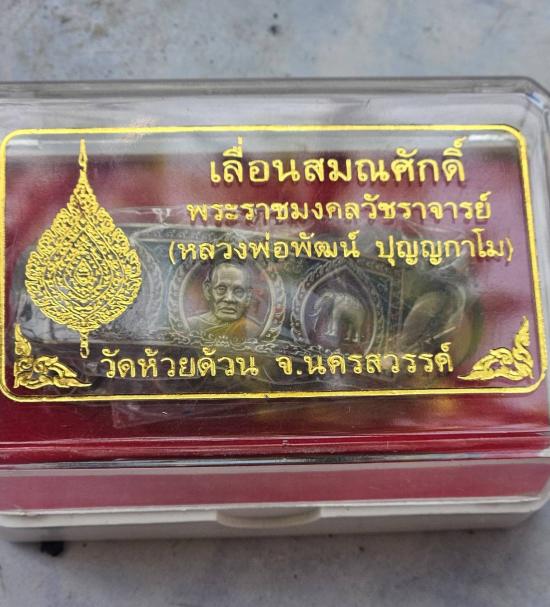 เลื่อนสมณศักดิ์
พระราชมงคลวัชราจารย์
(หลวงพ่อพัฒน์ ปุญญกาโม)
วัดห้วยด้วน จ.นครสวรรค์